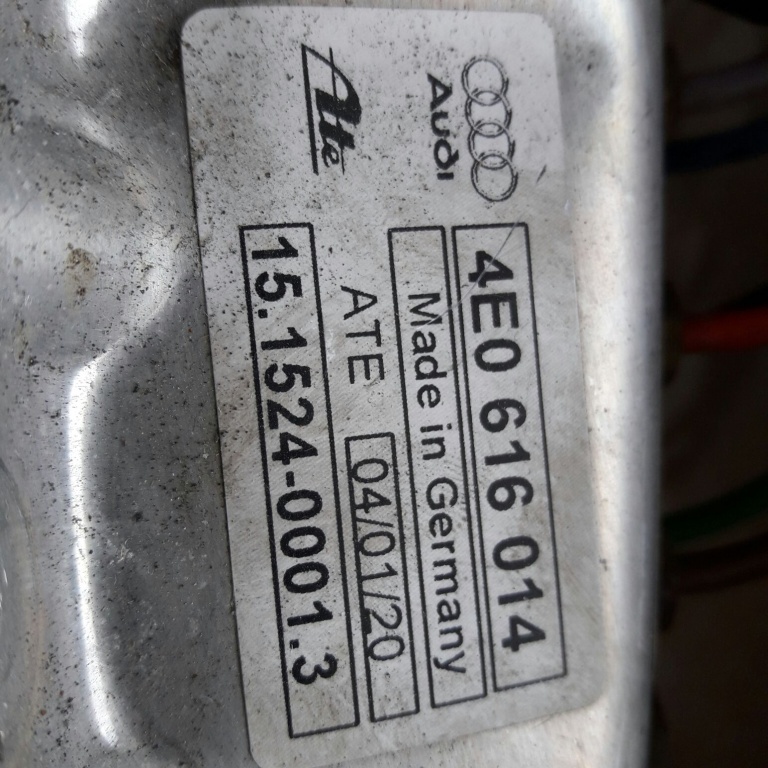 Audi
4E0 616 014
Made in Germany
Ate
ATE 04/01/20
15.1524-0001.3